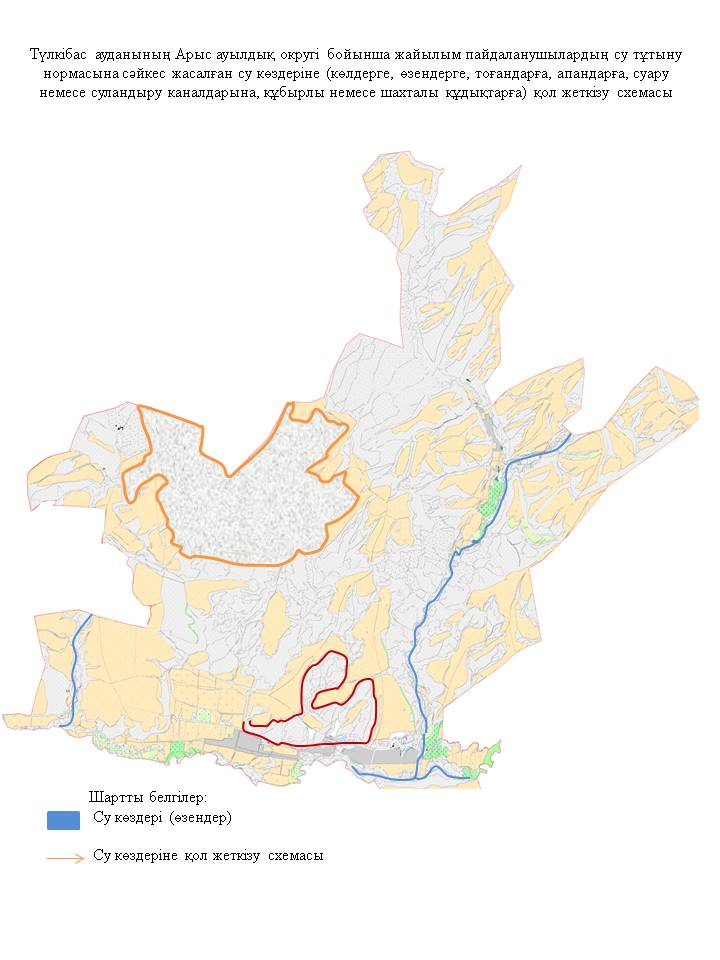 Түлкібас ауданының Арыс ауылдық округі бойынша жайылым пайдаланушылардың су тұтыну
нормасына сәйкес жасалған су көздеріне (көлдерге, өзендерге, тоғандарға, апандарға, суару
немесе суландыру каналдарына, құбырлы немесе шахталы құдықтарға) қол жеткізу схемасы
Шартты белгілер:
Су көздері (өзендер)
Су көздеріне қол жеткізу схемасы